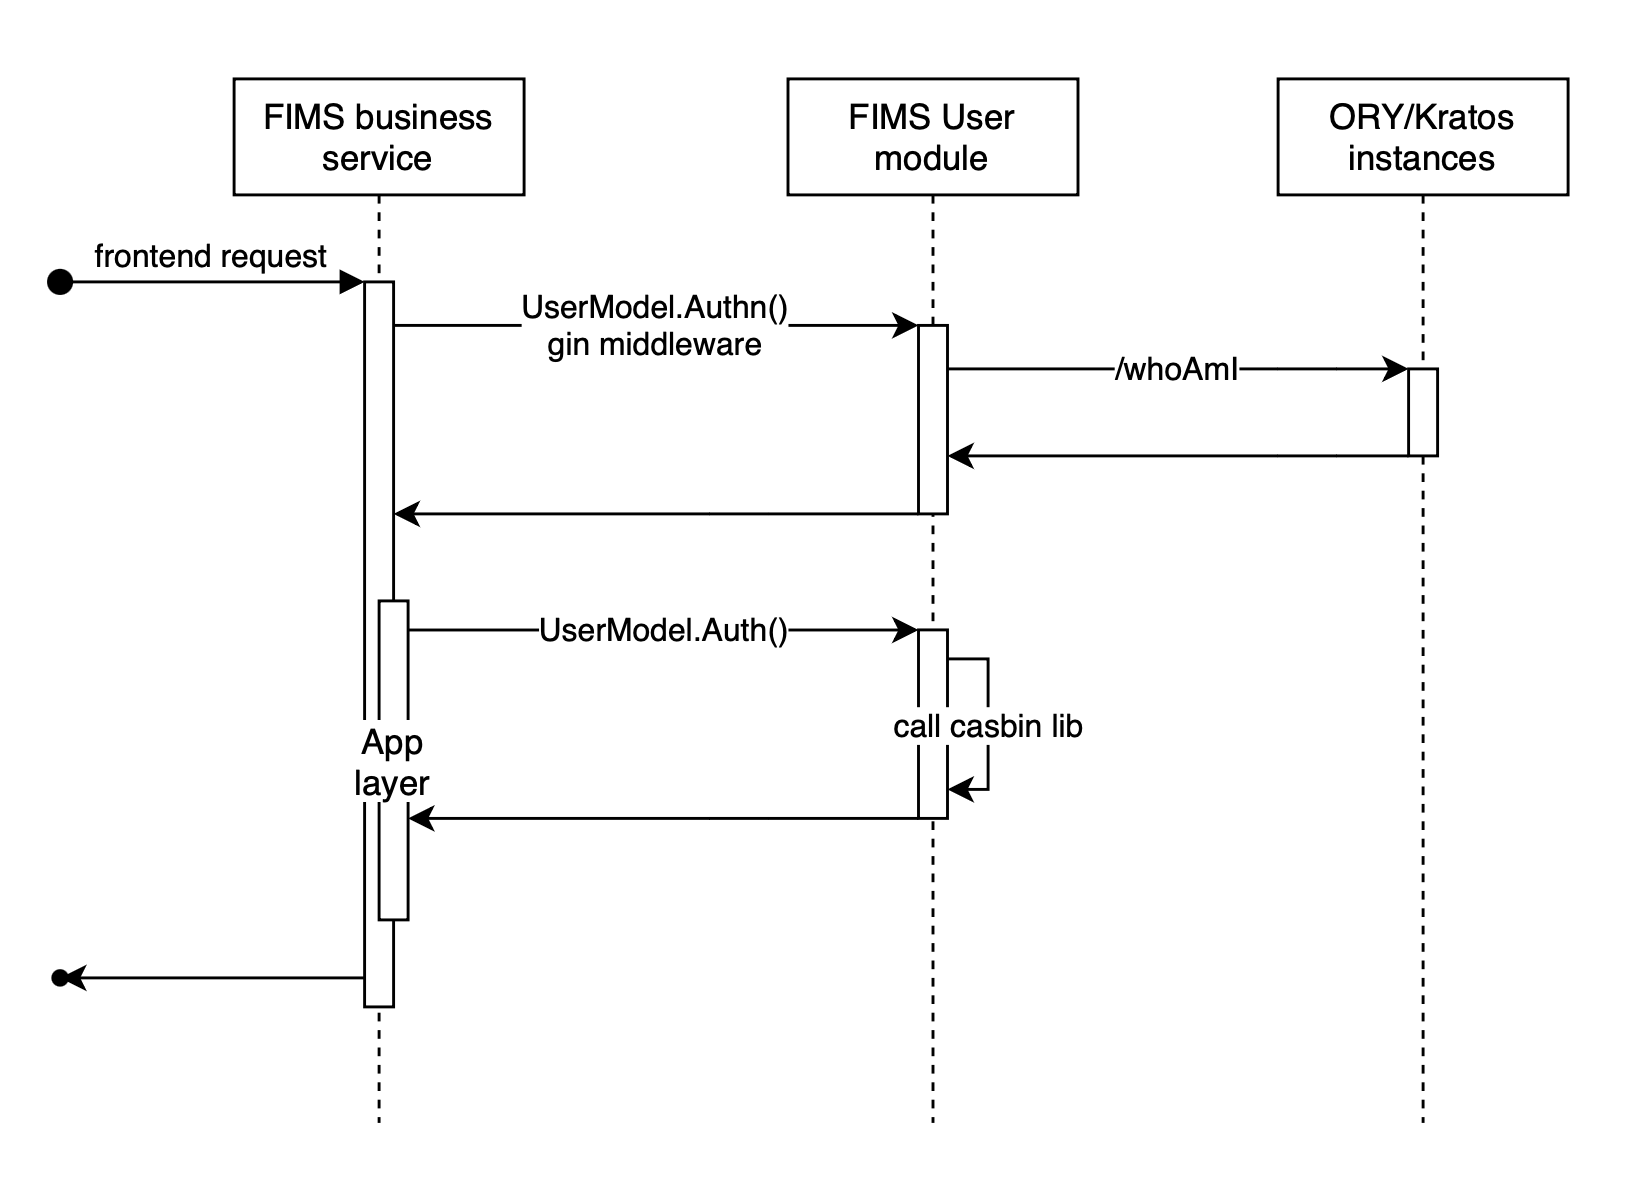 FIMS business
service
FIMS User
module
ORY/Kratos
instances
frontend request
UserModel.Authn()
gin middleware
/whoAmI
UserModel.Auth()
call casbin lib
App
layer